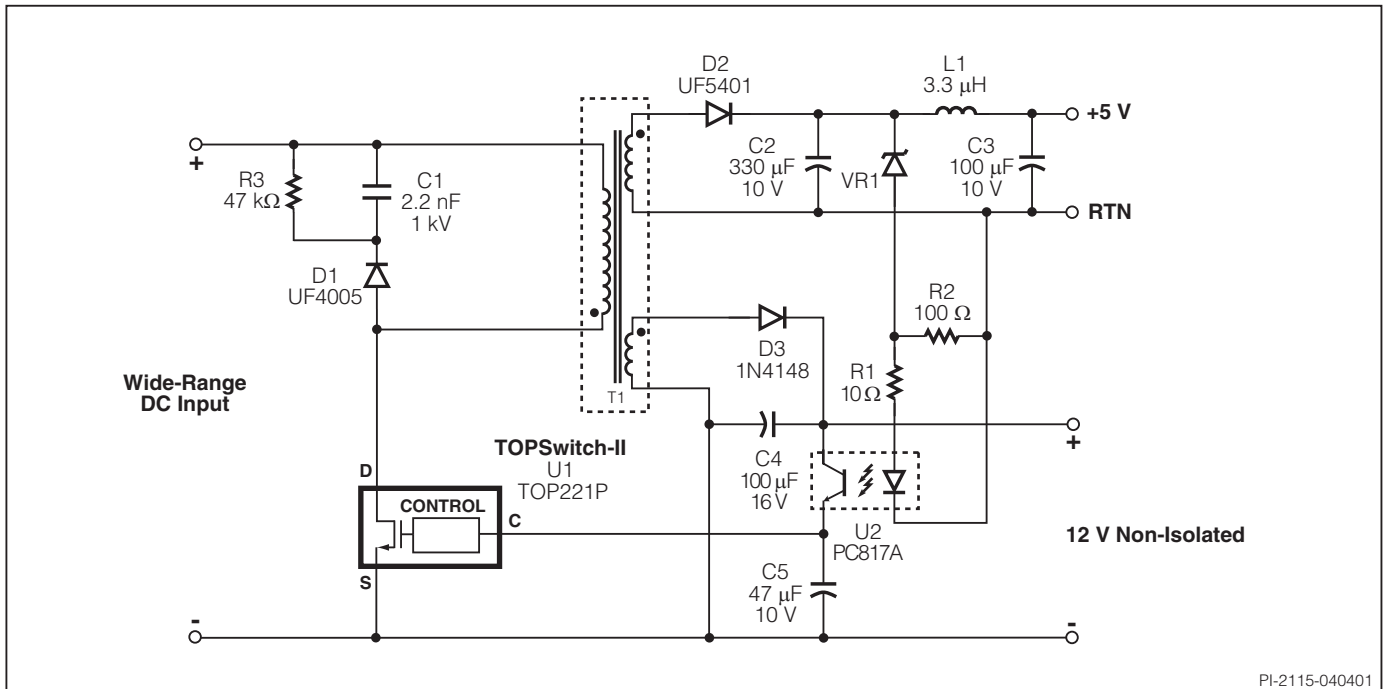 D2
UF5401
L1
3.3 µH
+5 V
+
R3
47 kΩ
C1
2.2 nF
1 kV
C2
330 µF
10 V
VR1
C3
100 µF
10 V
RTN
D1
UF4005
R2
100 Ω
D3
1N4148
R1
10 Ω
Wide-Range
DC Input
T1
+
TOPSwitch-II
U1
TOP221P
D
CONTROL
C
S
C4
100 µF
16 V
U2
PC817A
12 V Non-Isolated
C5
47 µF
10 V
-
-
PI-2115-040401